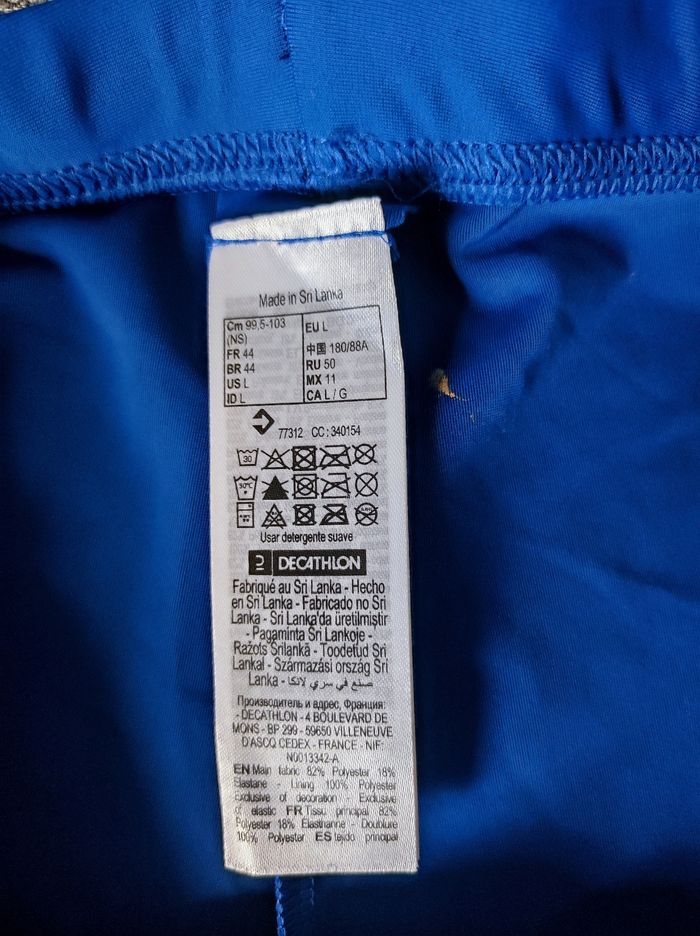 Made in Sri Lanka
Cm 99,5-103
(NS)
FR 44
BR 44
US L
ID L
EU L
中国 180/88A
RU 50
MX 11
CA L / G
77312 CC : 340154
30
30°C
Usar detergente suave
DECATHLON
Fabriqué au Sri Lanka - Hecho
en Sri Lanka - Fabricado no Sri
Lanka - Sri Lanka'da üretilmiştir
- Pagaminta Šri Lankoje -
Ražots Šrilankā - Toodetud Sri
Lankal - Származási ország Srí
Lanka - صنع في سري لانكا
Производитель и адрес, Франция:
- DECATHLON - 4 BOULEVARD DE
MONS - BP 299 - 59650 VILLENEUVE
D'ASCQ CEDEX - FRANCE - NIF:
N0013342-A
EN Main fabric 82% Polyester 18%
Elastane - Lining 100% Polyester
Exclusive of decoration - Exclusive
of elastic FR Tissu principal 82%
Polyester 18% Élasthanne - Doublure
100% Polyester ES tejido principal